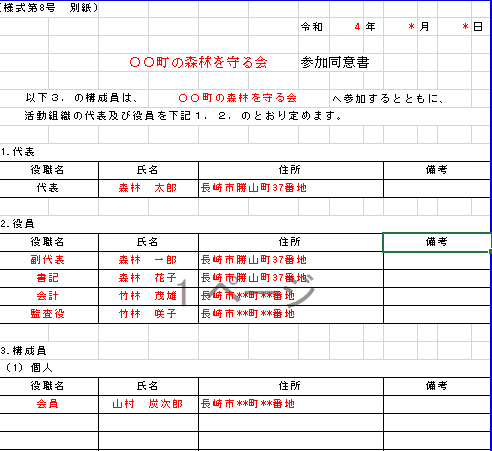 （様式第8号　別紙）
令和　4 年　＊ 月　＊ 日
〇〇町の森林を守る会　　参加同意書
以下３．の構成員は、　〇〇町の森林を守る会　へ参加するとともに、
活動組織の代表及び役員を下記１．２．のとおり定めます。
1.代表
役職名　氏名　住所　備考
代表　森林　太郎　長崎市勝山町37番地
2.役員
役職名　氏名　住所　備考
副代表　森林　一郎　長崎市勝山町37番地
書記　森林　花子　長崎市勝山町37番地
会計　竹林　茂雄　長崎市**町**番地
監査役　竹林　咲子　長崎市**町**番地
1 ページ
3.構成員
（1）個人
役職名　氏名　住所　備考
会員　山村　炭次郎　長崎市**町**番地